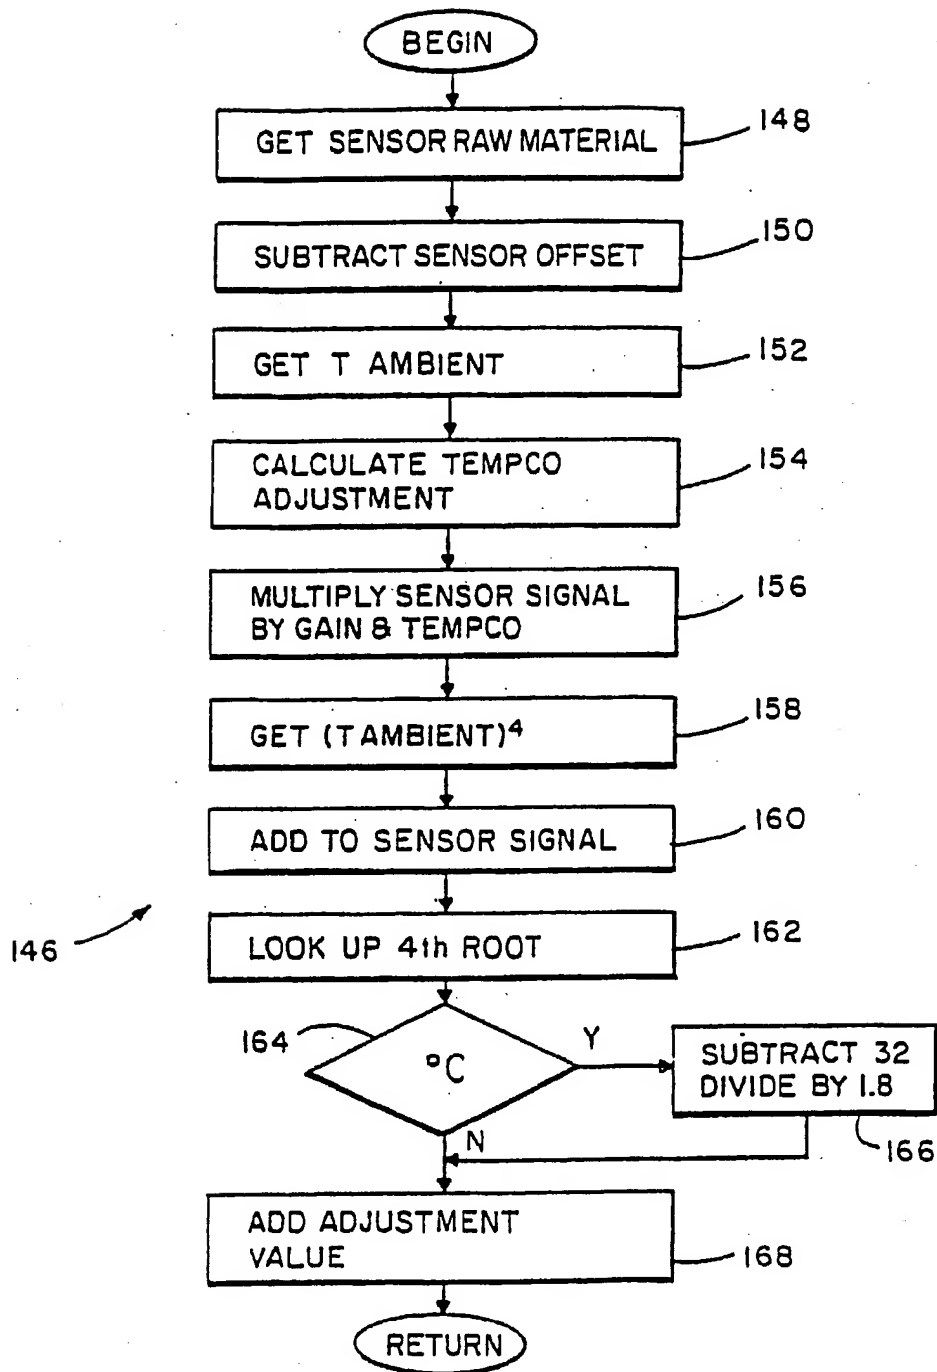 BEGIN
GET SENSOR RAW MATERIAL
148
SUBTRACT SENSOR OFFSET
150
GET T AMBIENT
152
CALCULATE TEMPCO
ADJUSTMENT
154
MULTIPLY SENSOR SIGNAL
BY GAIN & TEMPCO
156
GET (T AMBIENT)⁴
158
ADD TO SENSOR SIGNAL
160
146
LOOK UP 4th ROOT
162
164
°C
Y
SUBTRACT 32
DIVIDE BY 1.8
166
N
ADD ADJUSTMENT
VALUE
168
RETURN